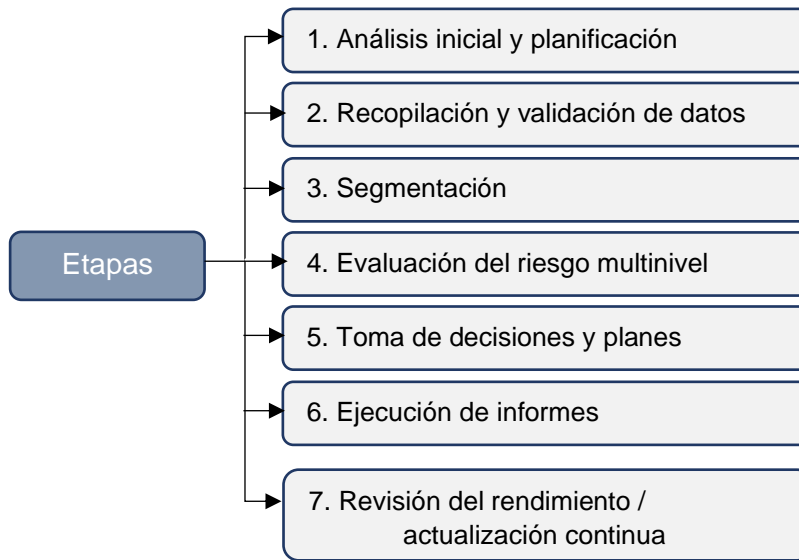 1. Análisis inicial y planificación
2. Recopilación y validación de datos
3. Segmentación
Etapas
4. Evaluación del riesgo multinivel
5. Toma de decisiones y planes
6. Ejecución de informes
7. Revisión del rendimiento /
actualización continua